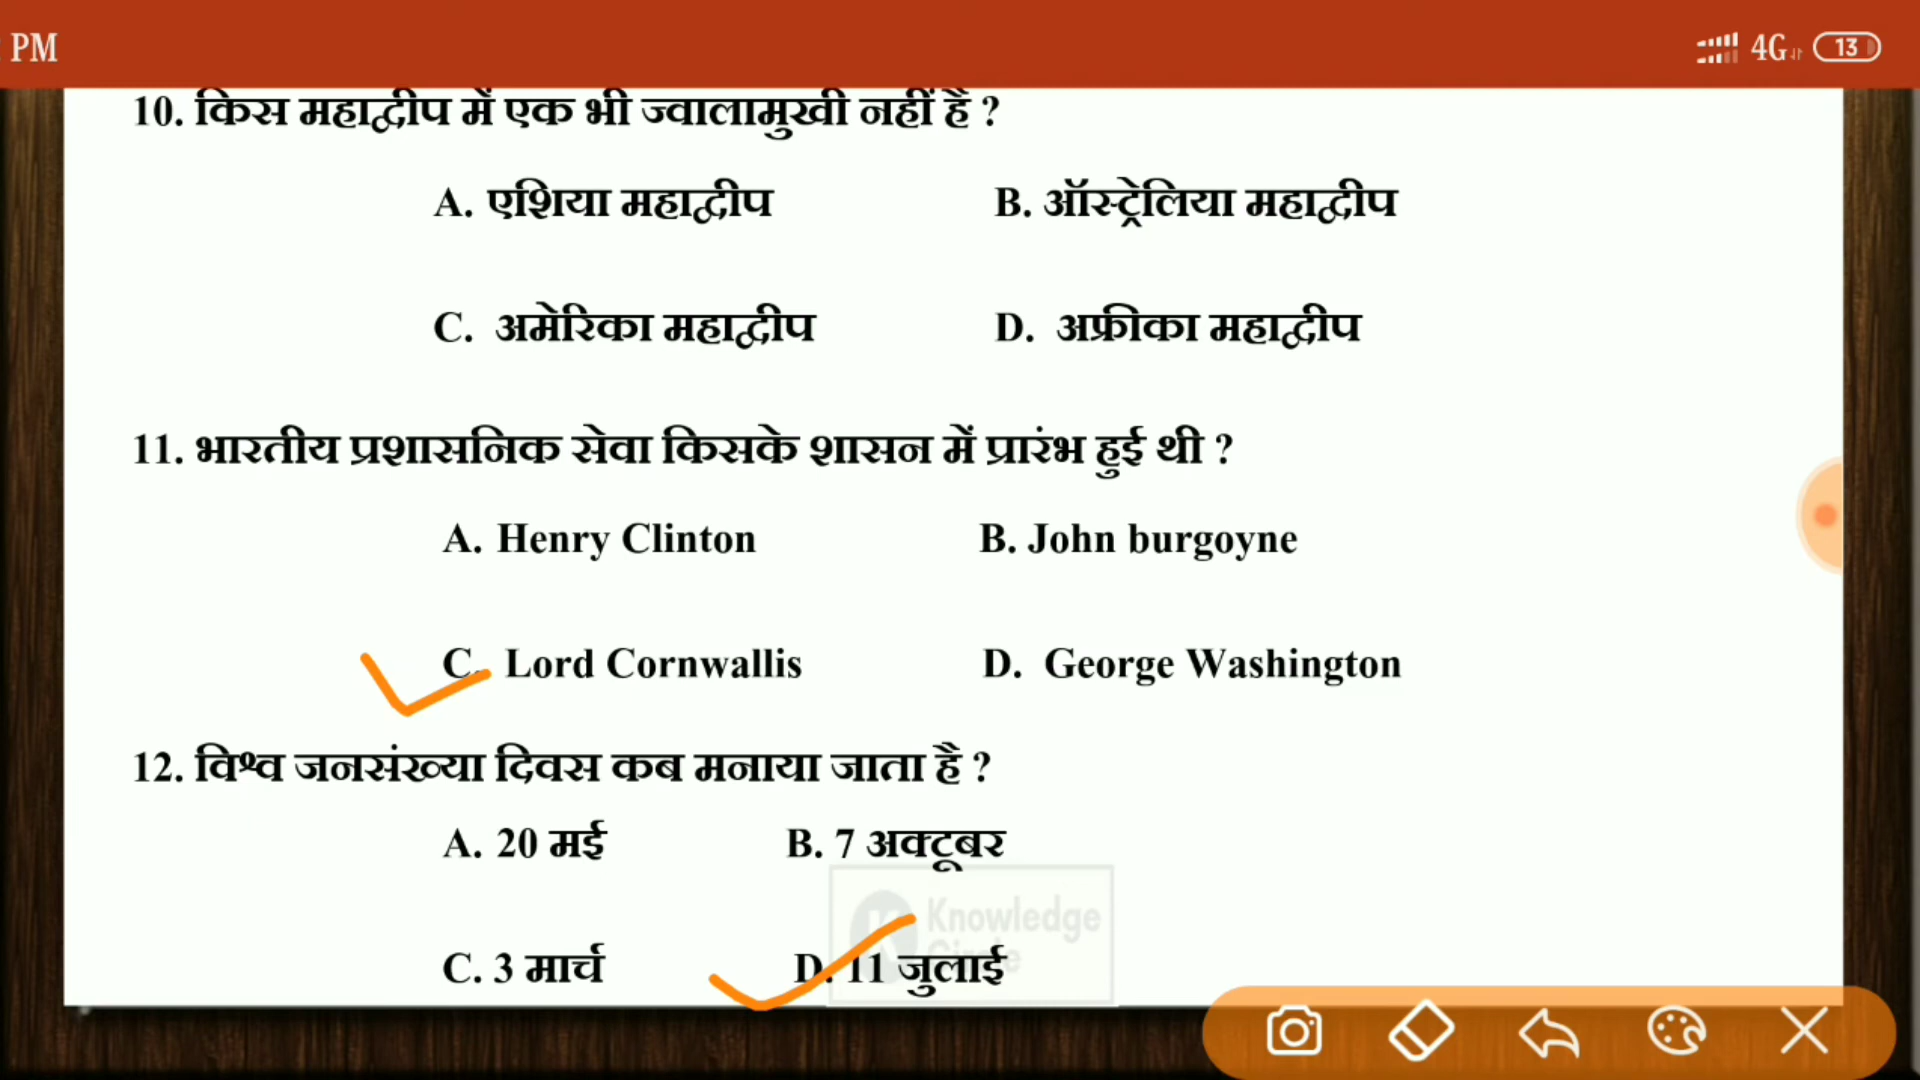 PM
4G 13
10. किस महाद्वीप में एक भी ज्वालामुखी नहीं है ?
A. एशिया महाद्वीप B. ऑस्ट्रेलिया महाद्वीप
C. अमेरिका महाद्वीप D. अफ्रीका महाद्वीप
11. भारतीय प्रशासनिक सेवा किसके शासन में प्रारंभ हुई थी ?
A. Henry Clinton B. John burgoyne
C. Lord Cornwallis D. George Washington
12. विश्व जनसंख्या दिवस कब मनाया जाता है ?
A. 20 मई B. 7 अक्टूबर
Knowledge
Circle
C. 3 मार्च D. 11 जुलाई